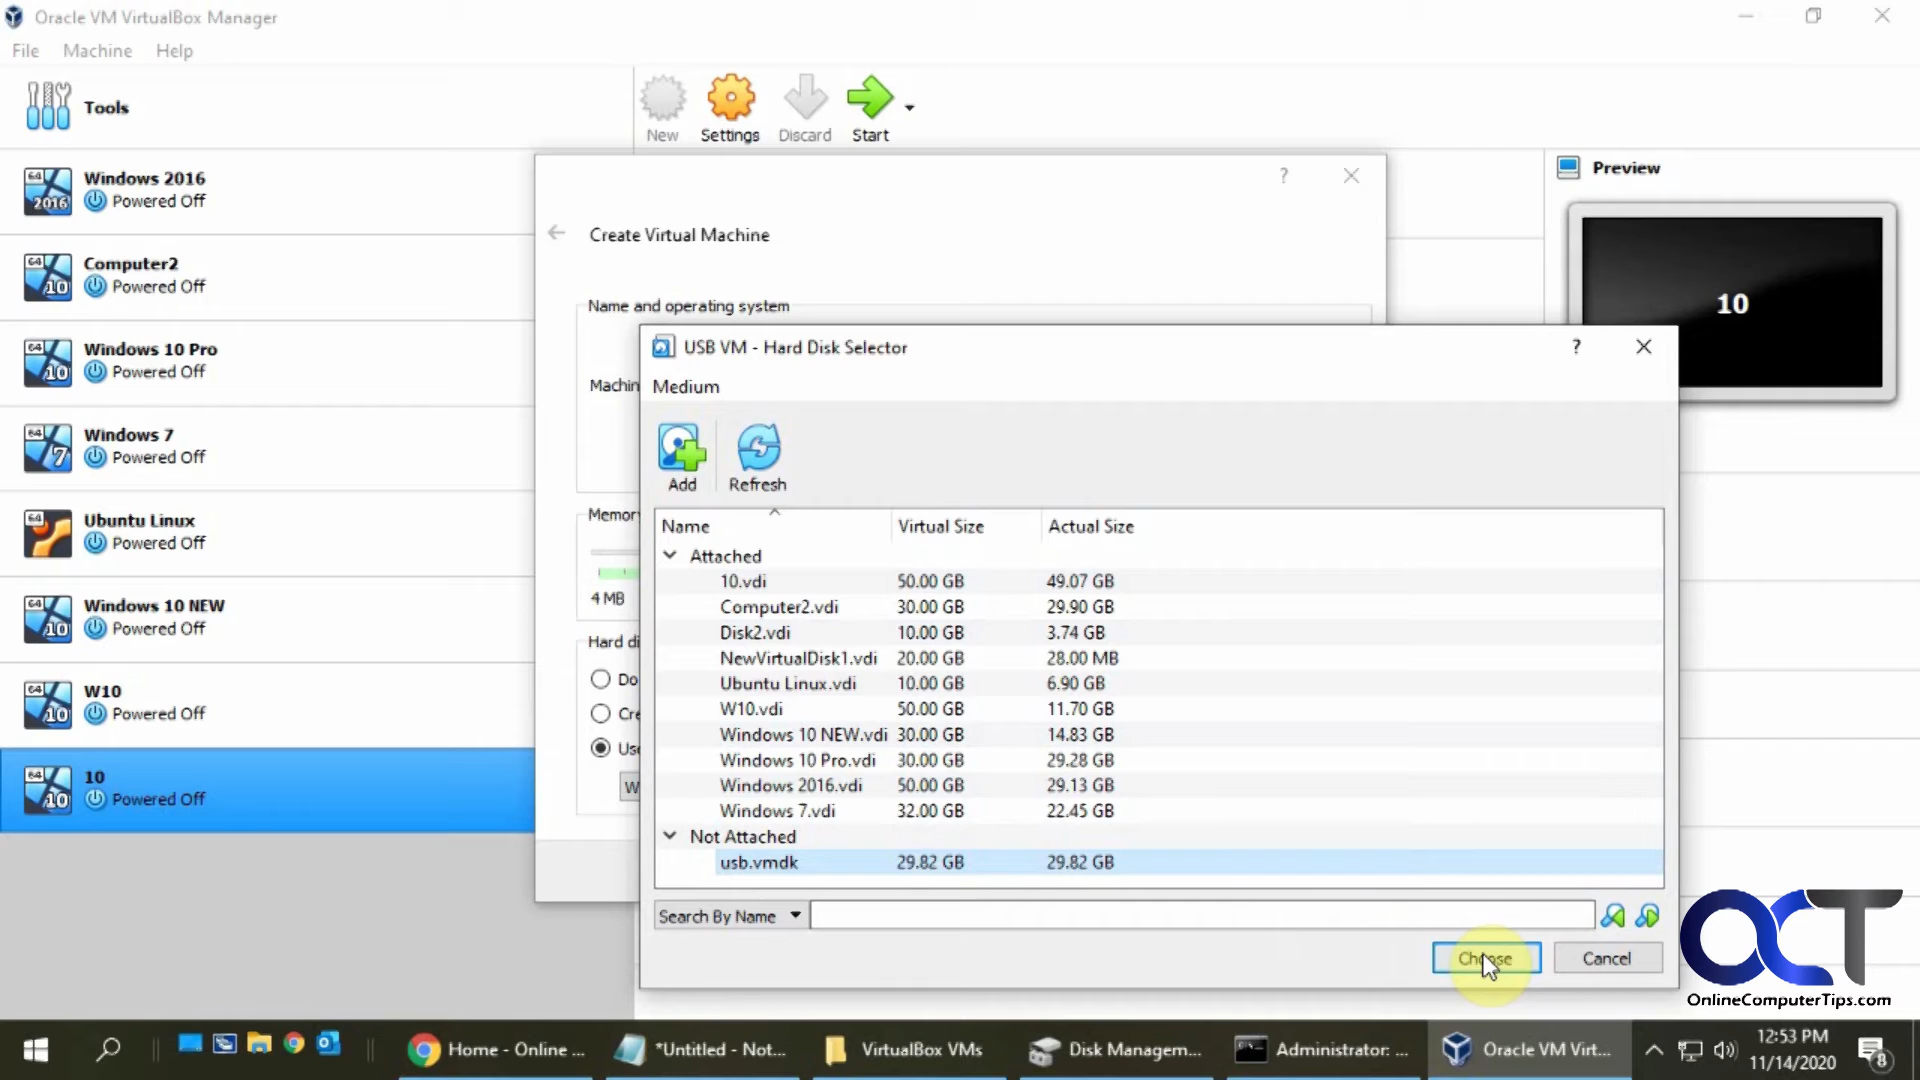 Oracle VM VirtualBox Manager
File Machine Help
Tools
New Settings Discard Start
Windows 2016
Powered Off
Computer2
Powered Off
Windows 10 Pro
Powered Off
Windows 7
Powered Off
Ubuntu Linux
Powered Off
Windows 10 NEW
Powered Off
W10
Powered Off
10
Powered Off
Preview
10
? 
Create Virtual Machine
Name and operating system
Machin
Memory
4 MB
Hard di
Do
Cre
Use
W
USB VM - Hard Disk Selector
?
Medium
Add Refresh
Name Virtual Size Actual Size
Attached
10.vdi 50.00 GB 49.07 GB
Computer2.vdi 30.00 GB 29.90 GB
Disk2.vdi 10.00 GB 3.74 GB
NewVirtualDisk1.vdi 20.00 GB 28.00 MB
Ubuntu Linux.vdi 10.00 GB 6.90 GB
W10.vdi 50.00 GB 11.70 GB
Windows 10 NEW.vdi 30.00 GB 14.83 GB
Windows 10 Pro.vdi 30.00 GB 29.28 GB
Windows 2016.vdi 50.00 GB 29.13 GB
Windows 7.vdi 32.00 GB 22.45 GB
Not Attached
usb.vmdk 29.82 GB 29.82 GB
Search By Name
Choose Cancel
OCT
OnlineComputerTips.com
Home - Online ... *Untitled - Not... VirtualBox VMs Disk Managem... Administrator: ... Oracle VM Virt...
12:53 PM
11/14/2020
8